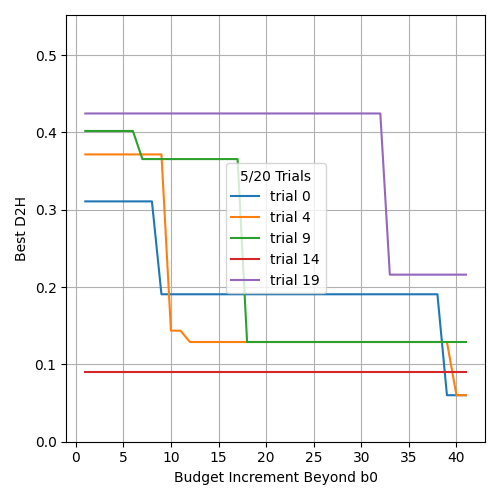 0.5
0.4
0.3
0.2
0.1
0.0
Best D2H
5/20 Trials
trial 0
trial 4
trial 9
trial 14
trial 19
0 5 10 15 20 25 30 35 40
Budget Increment Beyond b0